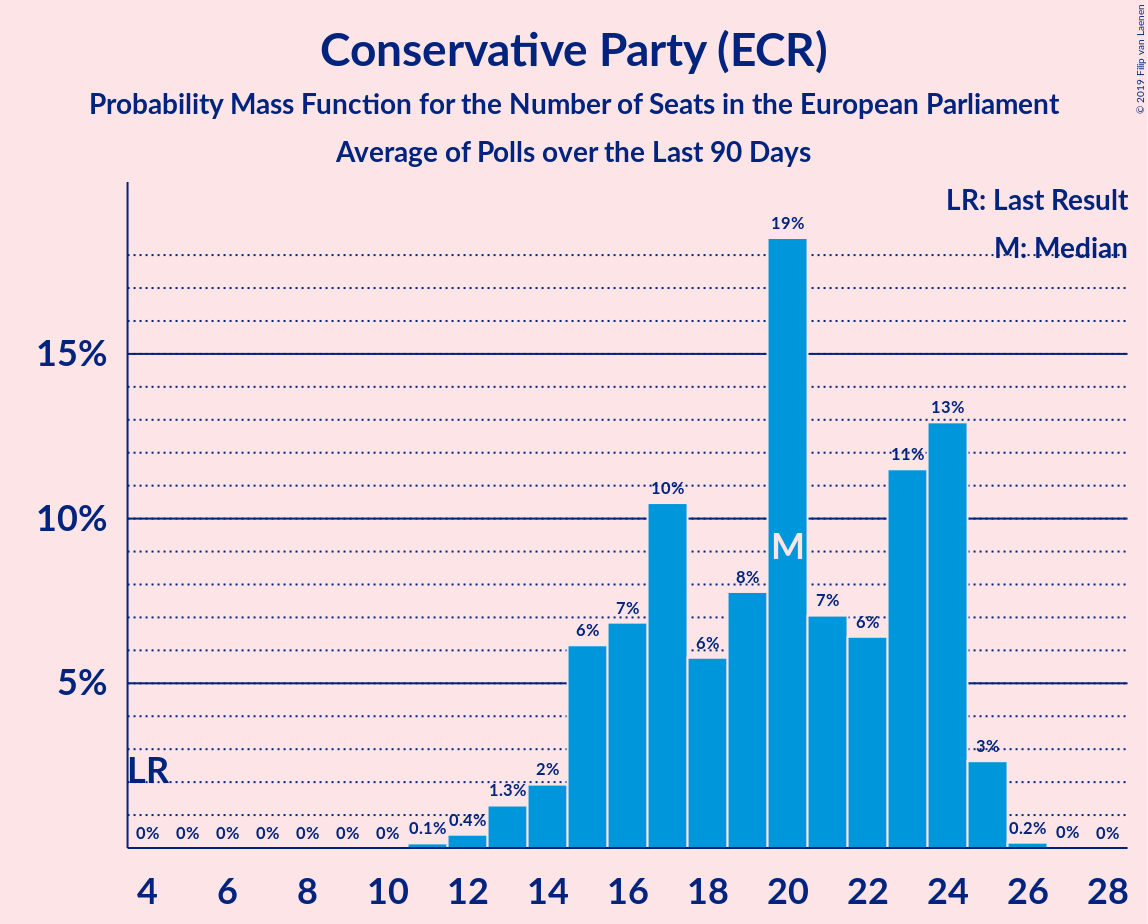 Conservative Party (ECR)
Probability Mass Function for the Number of Seats in the European Parliament
Average of Polls over the Last 90 Days
© 2019 Filip van Laenen
LR: Last Result
M: Median
15%
10%
5%
LR
M
0% 0% 0% 0% 0% 0% 0% 0.1% 0.4% 1.3% 2% 6% 7% 10% 6% 8% 19% 7% 6% 11% 13% 3% 0.2% 0% 0%
4 6 8 10 12 14 16 18 20 22 24 26 28